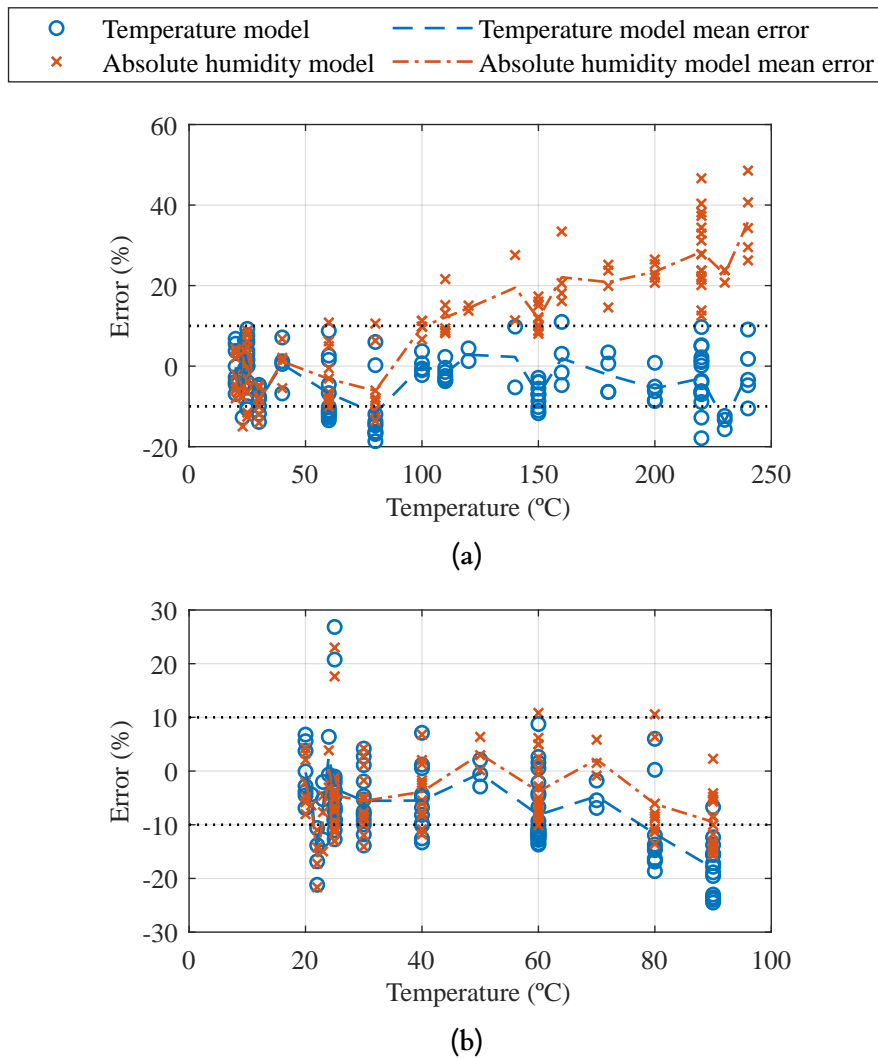 Temperature model
Temperature model mean error
Absolute humidity model
Absolute humidity model mean error
60
40
20
0
-20
Error (%)
0
50
100
150
200
250
Temperature (ºC)
(a)
30
20
10
0
-10
-20
-30
Error (%)
0
20
40
60
80
100
Temperature (ºC)
(b)